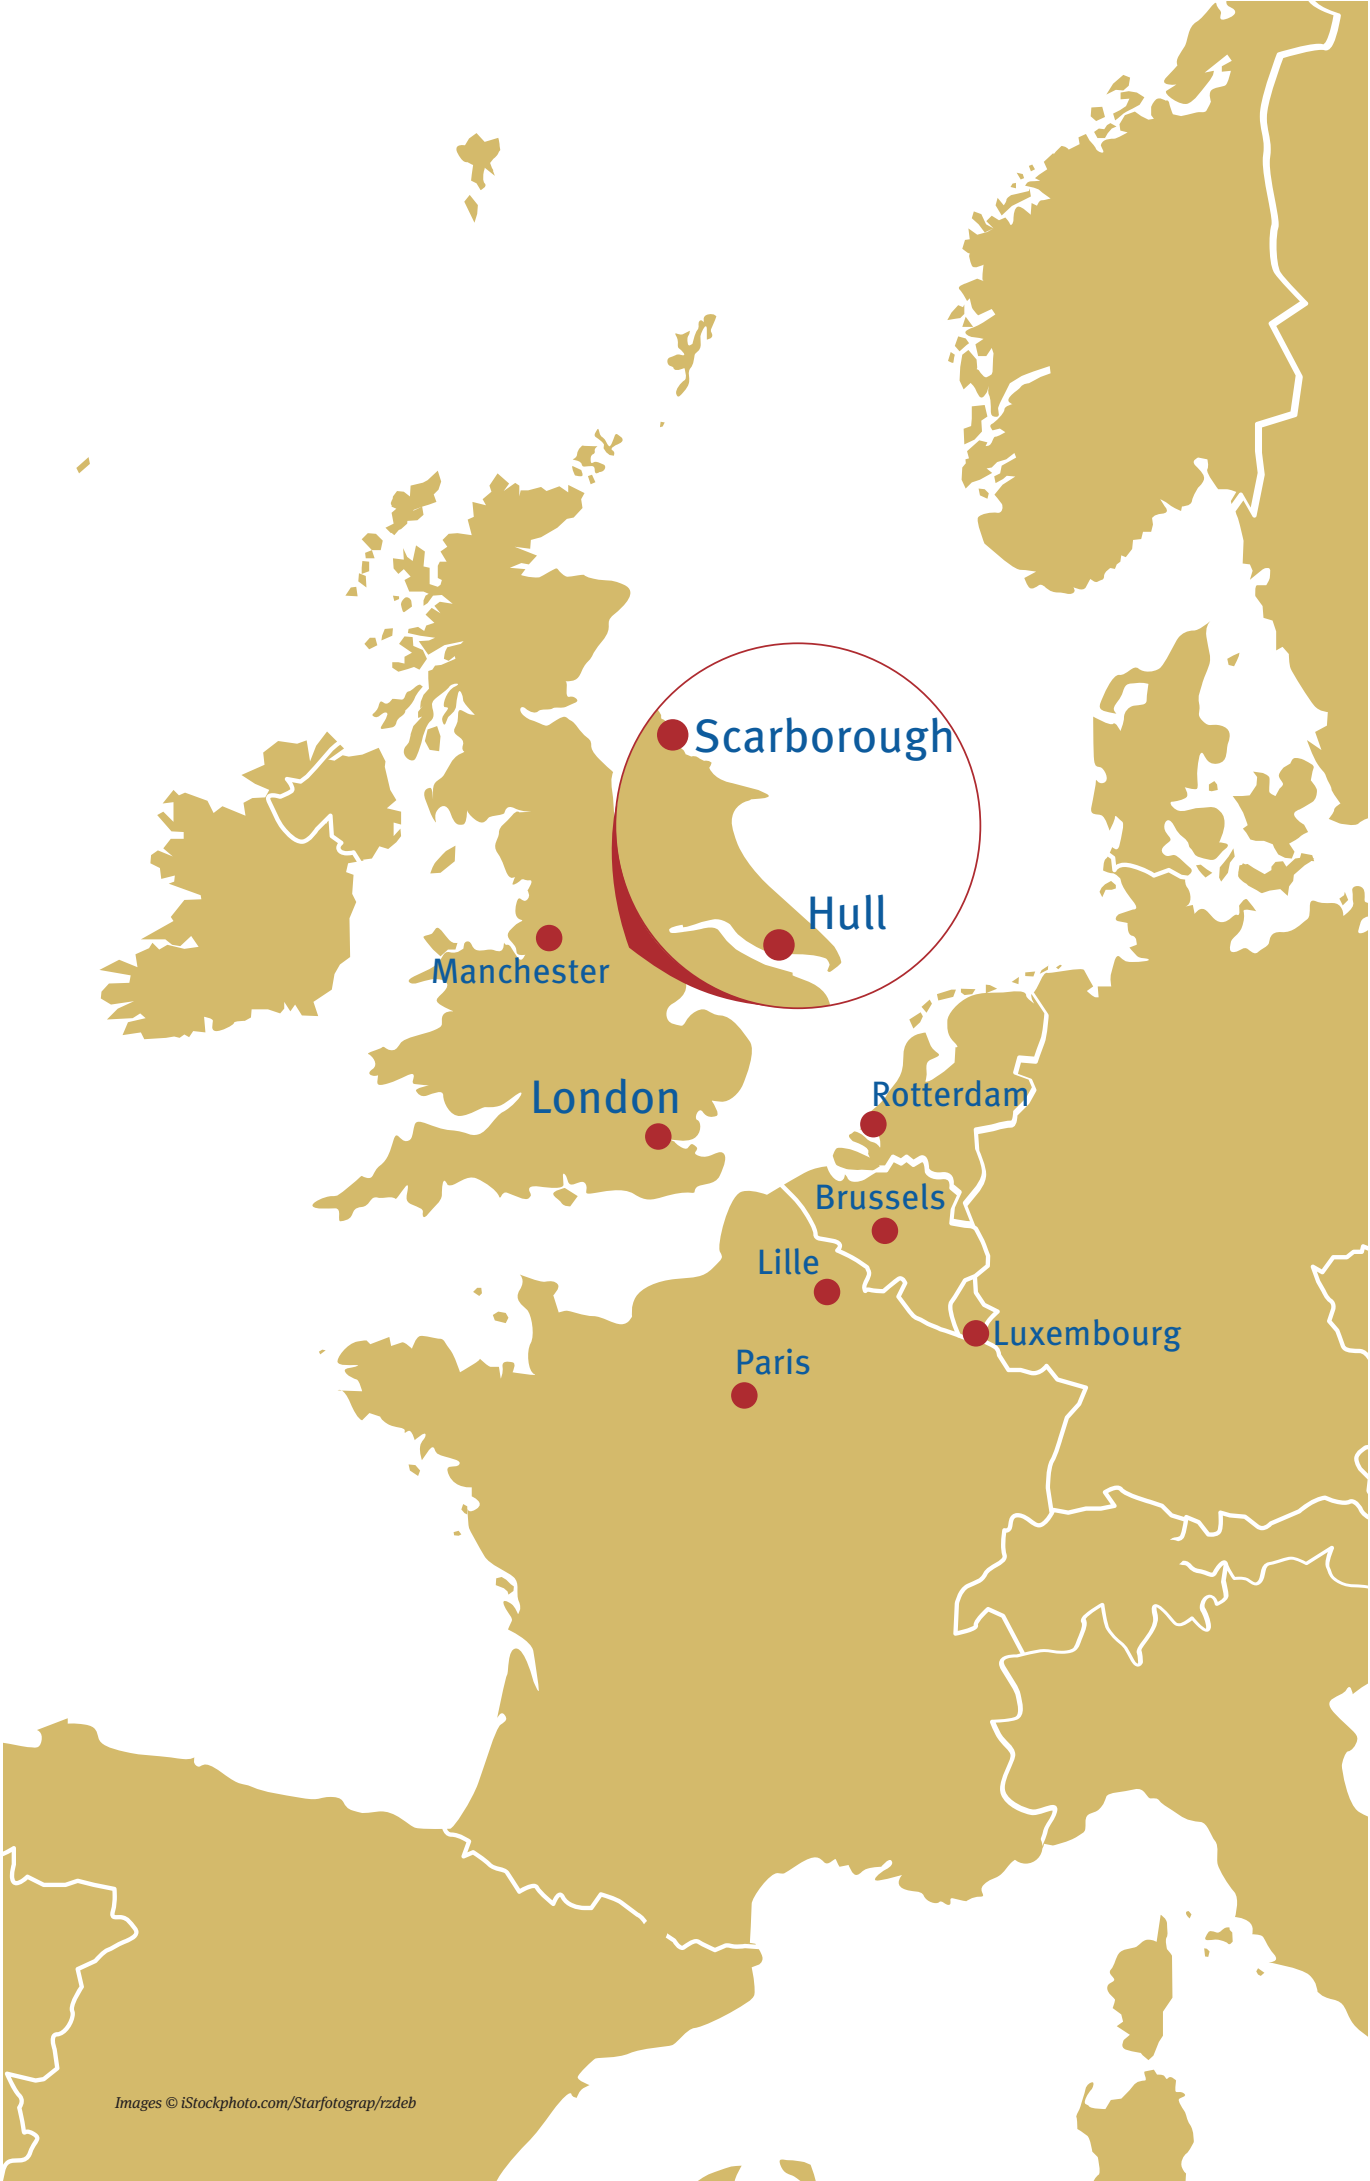 Scarborough
Hull
Manchester
London
Rotterdam
Brussels
Lille
Luxembourg
Paris
Images © iStockphoto.com/Starfotograp/rzdeb